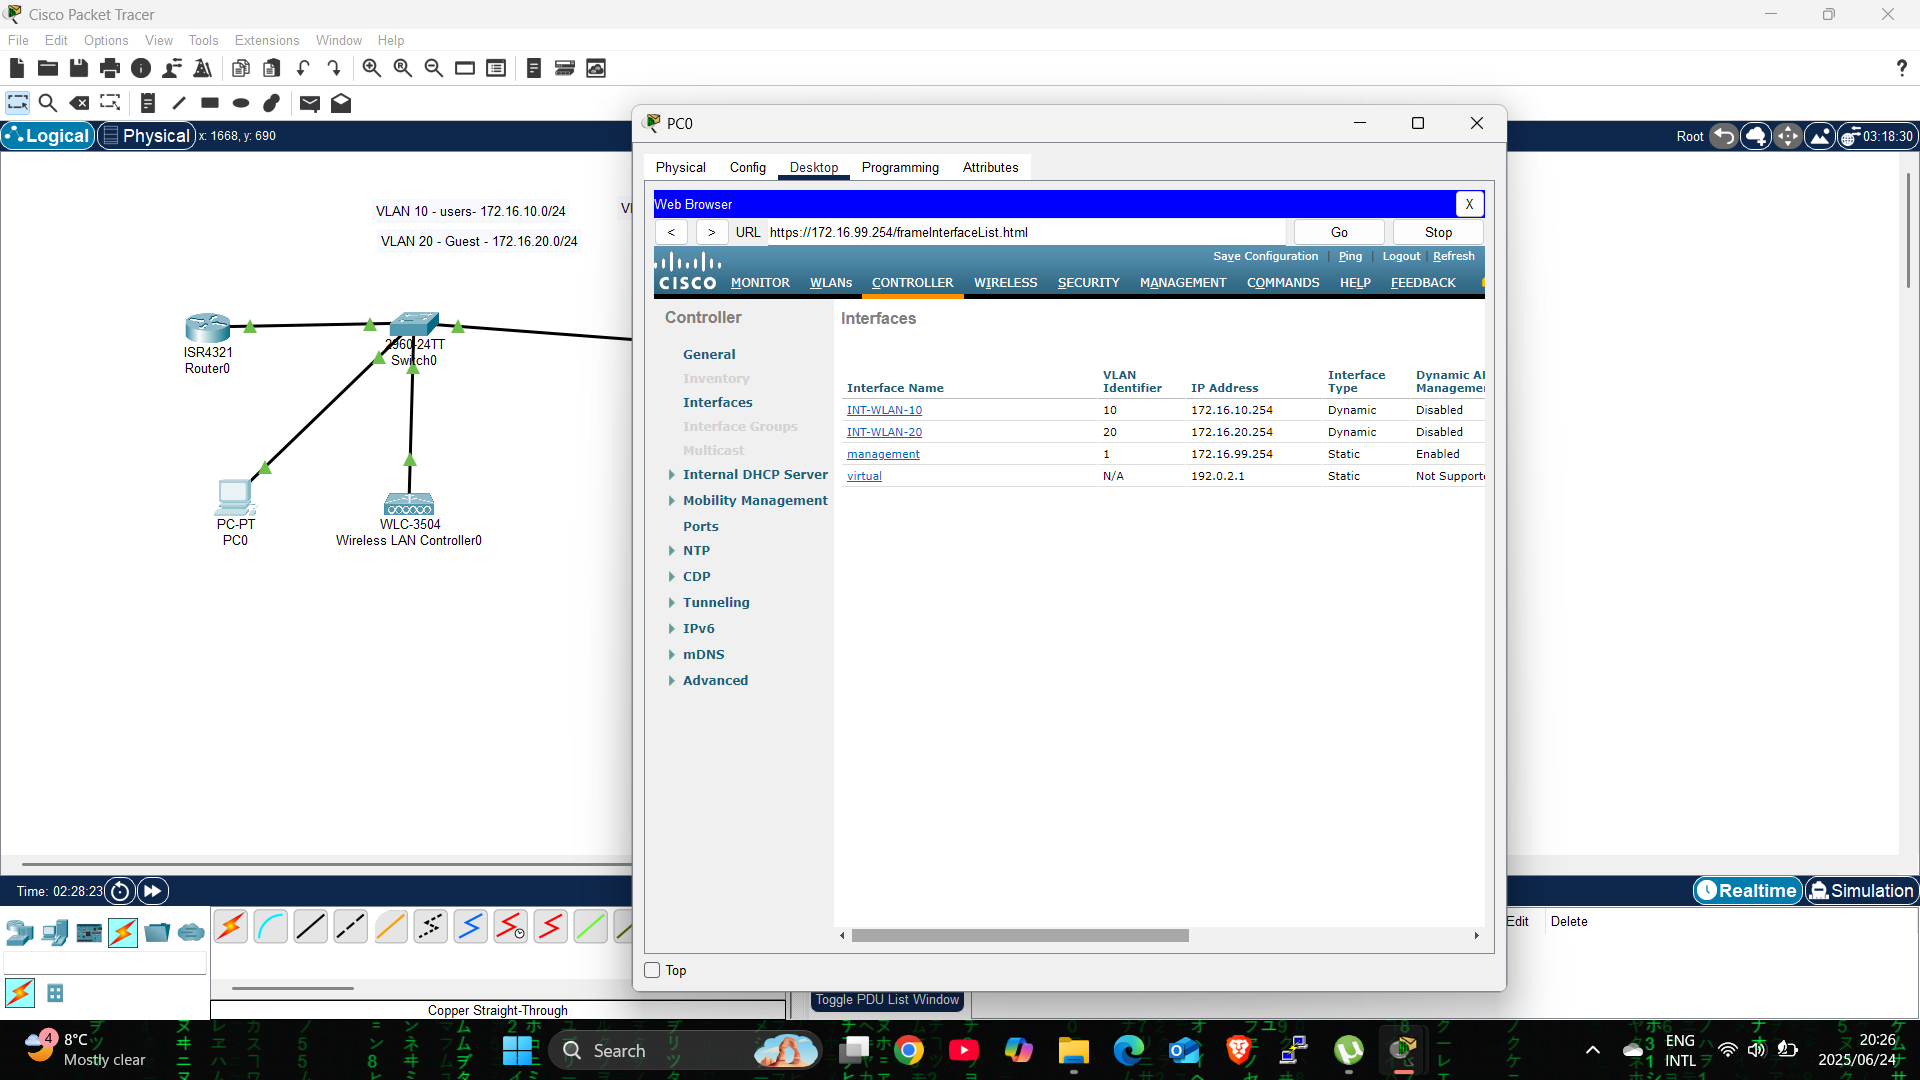 Cisco Packet Tracer
File Edit Options View Tools Extensions Window Help
Logical Physical x: 1668, y: 690
Root 03:18:30
VLAN 10 - users- 172.16.10.0/24
VLAN 20 - Guest - 172.16.20.0/24
ISR4321
Router0
2960-24TT
Switch0
PC-PT
PC0
WLC-3504
Wireless LAN Controller0
PC0
Physical Config Desktop Programming Attributes
Web Browser X
< > URL https://172.16.99.254/frameInterfaceList.html Go Stop
Save Configuration Ping Logout Refresh
CISCO MONITOR WLANs CONTROLLER WIRELESS SECURITY MANAGEMENT COMMANDS HELP FEEDBACK
Controller
General
Inventory
Interfaces
Interface Groups
Multicast
Internal DHCP Server
Mobility Management
Ports
NTP
CDP
Tunneling
IPv6
mDNS
Advanced
Interfaces
Interface Name VLAN Identifier IP Address Interface Type Dynamic AP Management
INT-WLAN-10 10 172.16.10.254 Dynamic Disabled
INT-WLAN-20 20 172.16.20.254 Dynamic Disabled
management 1 172.16.99.254 Static Enabled
virtual N/A 192.0.2.1 Static Not Supporte
Top
Time: 02:28:23
Realtime Simulation
Edit Delete
Copper Straight-Through
Toggle PDU List Window
4
8°C
Mostly clear
Search
ENG
INTL
20:26
2025/06/24